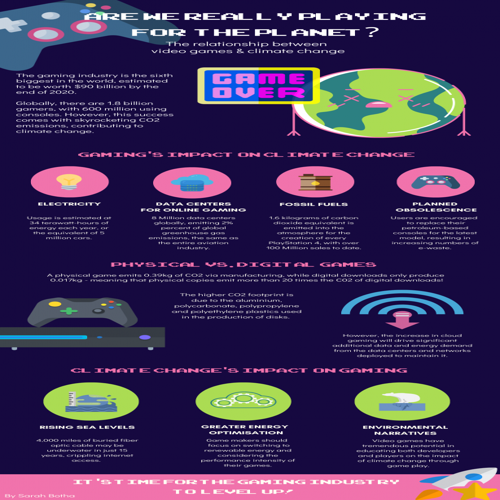 ARE WE REALLY PLAYING
FOR THE PLANET?
The relationship between
video games & climate change
The gaming industry is the sixth
biggest in the world, estimated
to be worth $90 billion by the
end of 2020.
Globally, there are 1.8 billion
gamers, with 600 million using
consoles. However, this success
comes with skyrocketing CO2
emissions, contributing to
climate change.
GAME
OVER
GAMING'S IMPACT ON CLIMATE CHANGE
ELECTRICITY
Usage is estimated at
34 terawatt-hours of
energy each year, or
the equivalent of 5
million cars.
DATA CENTERS
FOR ONLINE GAMING
8 Million data centers
globally, emitting 2%
percent of global
greenhouse gas
emissions, the same as
the entire aviation
industry.
FOSSIL FUELS
1.6 kilograms of carbon
dioxide equivalent is
emitted into the
atmosphere for the
creation of every
PlayStation 4, with over
100 Million sales to date.
PLANNED
OBSOLESCENCE
Users are encouraged
to replace their
petroleum-based
consoles for the latest
model, resulting in
increasing numbers of
e-waste.
PHYSICAL VS. DIGITAL GAMES
A physical game emits 0.39kg of CO2 via manufacturing, while digital downloads only produce
0.017kg - meaning that physical copies emit more than 20 times the C02 of digital downloads!
The higher CO2 footprint is
due to the aluminium,
polycarbonate, polypropylene
and polyethylene plastics used
in the production of disks.
However, the increase in cloud
gaming will drive significant
additional data and energy demand
from the data centers and networks
deployed to maintain it.
CLIMATE CHANGE'S IMPACT ON GAMING
RISING SEA LEVELS
4,000 miles of buried fiber
optic cable may be
underwater in just 15
years, crippling internet
access.
GREATER ENERGY
OPTIMISATION
Game makers should
focus on switching to
renewable energy and
considering the
performance intensity of
their games.
ENVIRONMENTAL
NARRATIVES
Video games have
tremendous potential in
educating both developers
and players on the impact
of climate change through
game play.
IT'S TIME FOR THE GAMING INDUSTRY
TO LEVEL UP!
By Sarah Botha